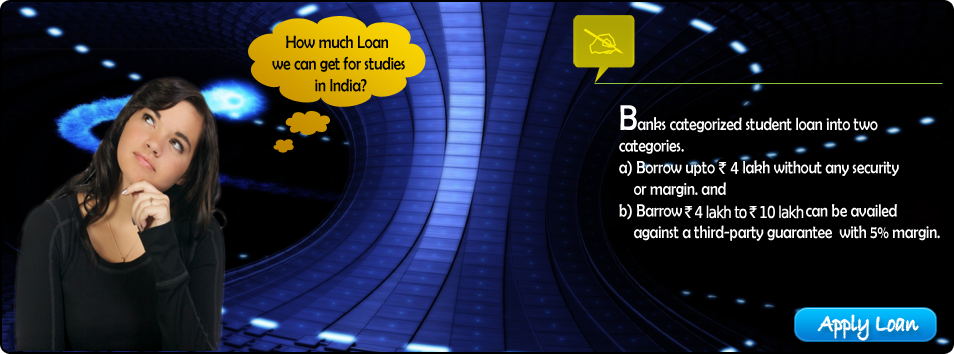 How much Loan
we can get for studies
in India?
Banks categorized student loan into two
categories.
a) Borrow upto ₹ 4 lakh without any security
or margin. and
b) Barrow ₹ 4 lakh to ₹ 10 lakh can be availed
against a third-party guarantee with 5% margin.
Apply Loan